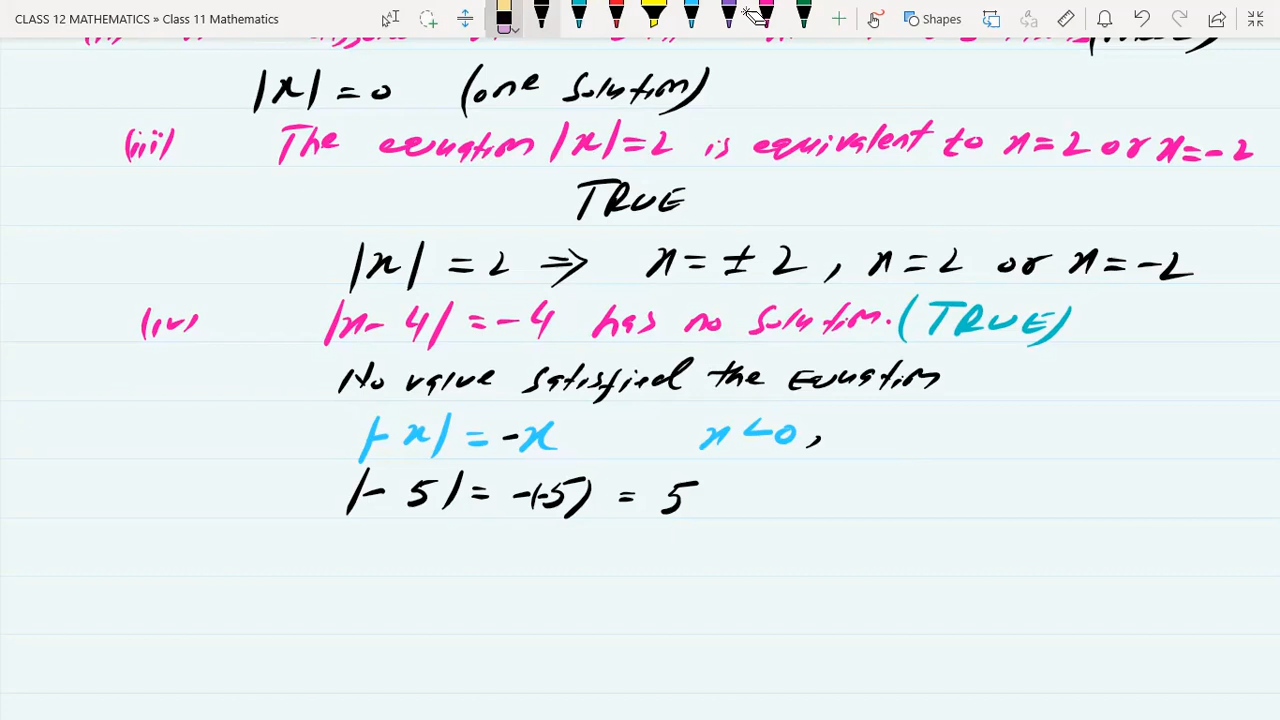 CLASS 12 MATHEMATICS » Class 11 Mathematics
Shapes
|x| = 0 (one solution)
(iii) The equation |x| = 2 is equivalent to x = 2 or x = -2
TRUE
|x| = 2 ⇒ x = ± 2, x = 2 or x = -2
(iv) |x - 4| = -4 has no solution. (TRUE)
No value satisfied the Equation
|-x| = -x x < 0,
|-5| = -(-5) = 5